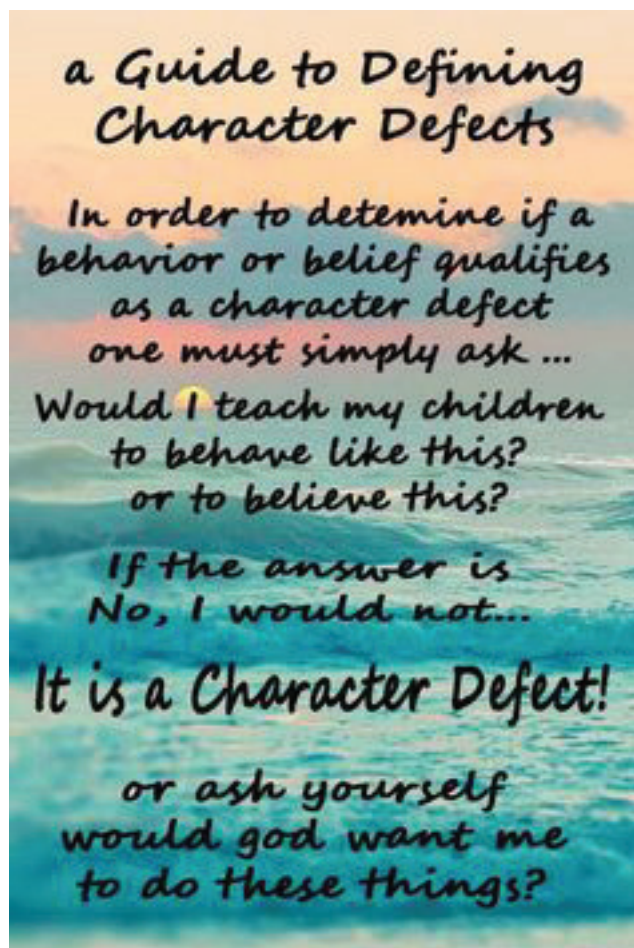 a Guide to Defining
Character Defects
In order to detemine if a
behavior or belief qualifies
as a character defect
one must simply ask ...
Would I teach my children
to behave like this?
or to believe this?
If the answer is
No, I would not...
It is a Character Defect!
or ash yourself
would god want me
to do these things?